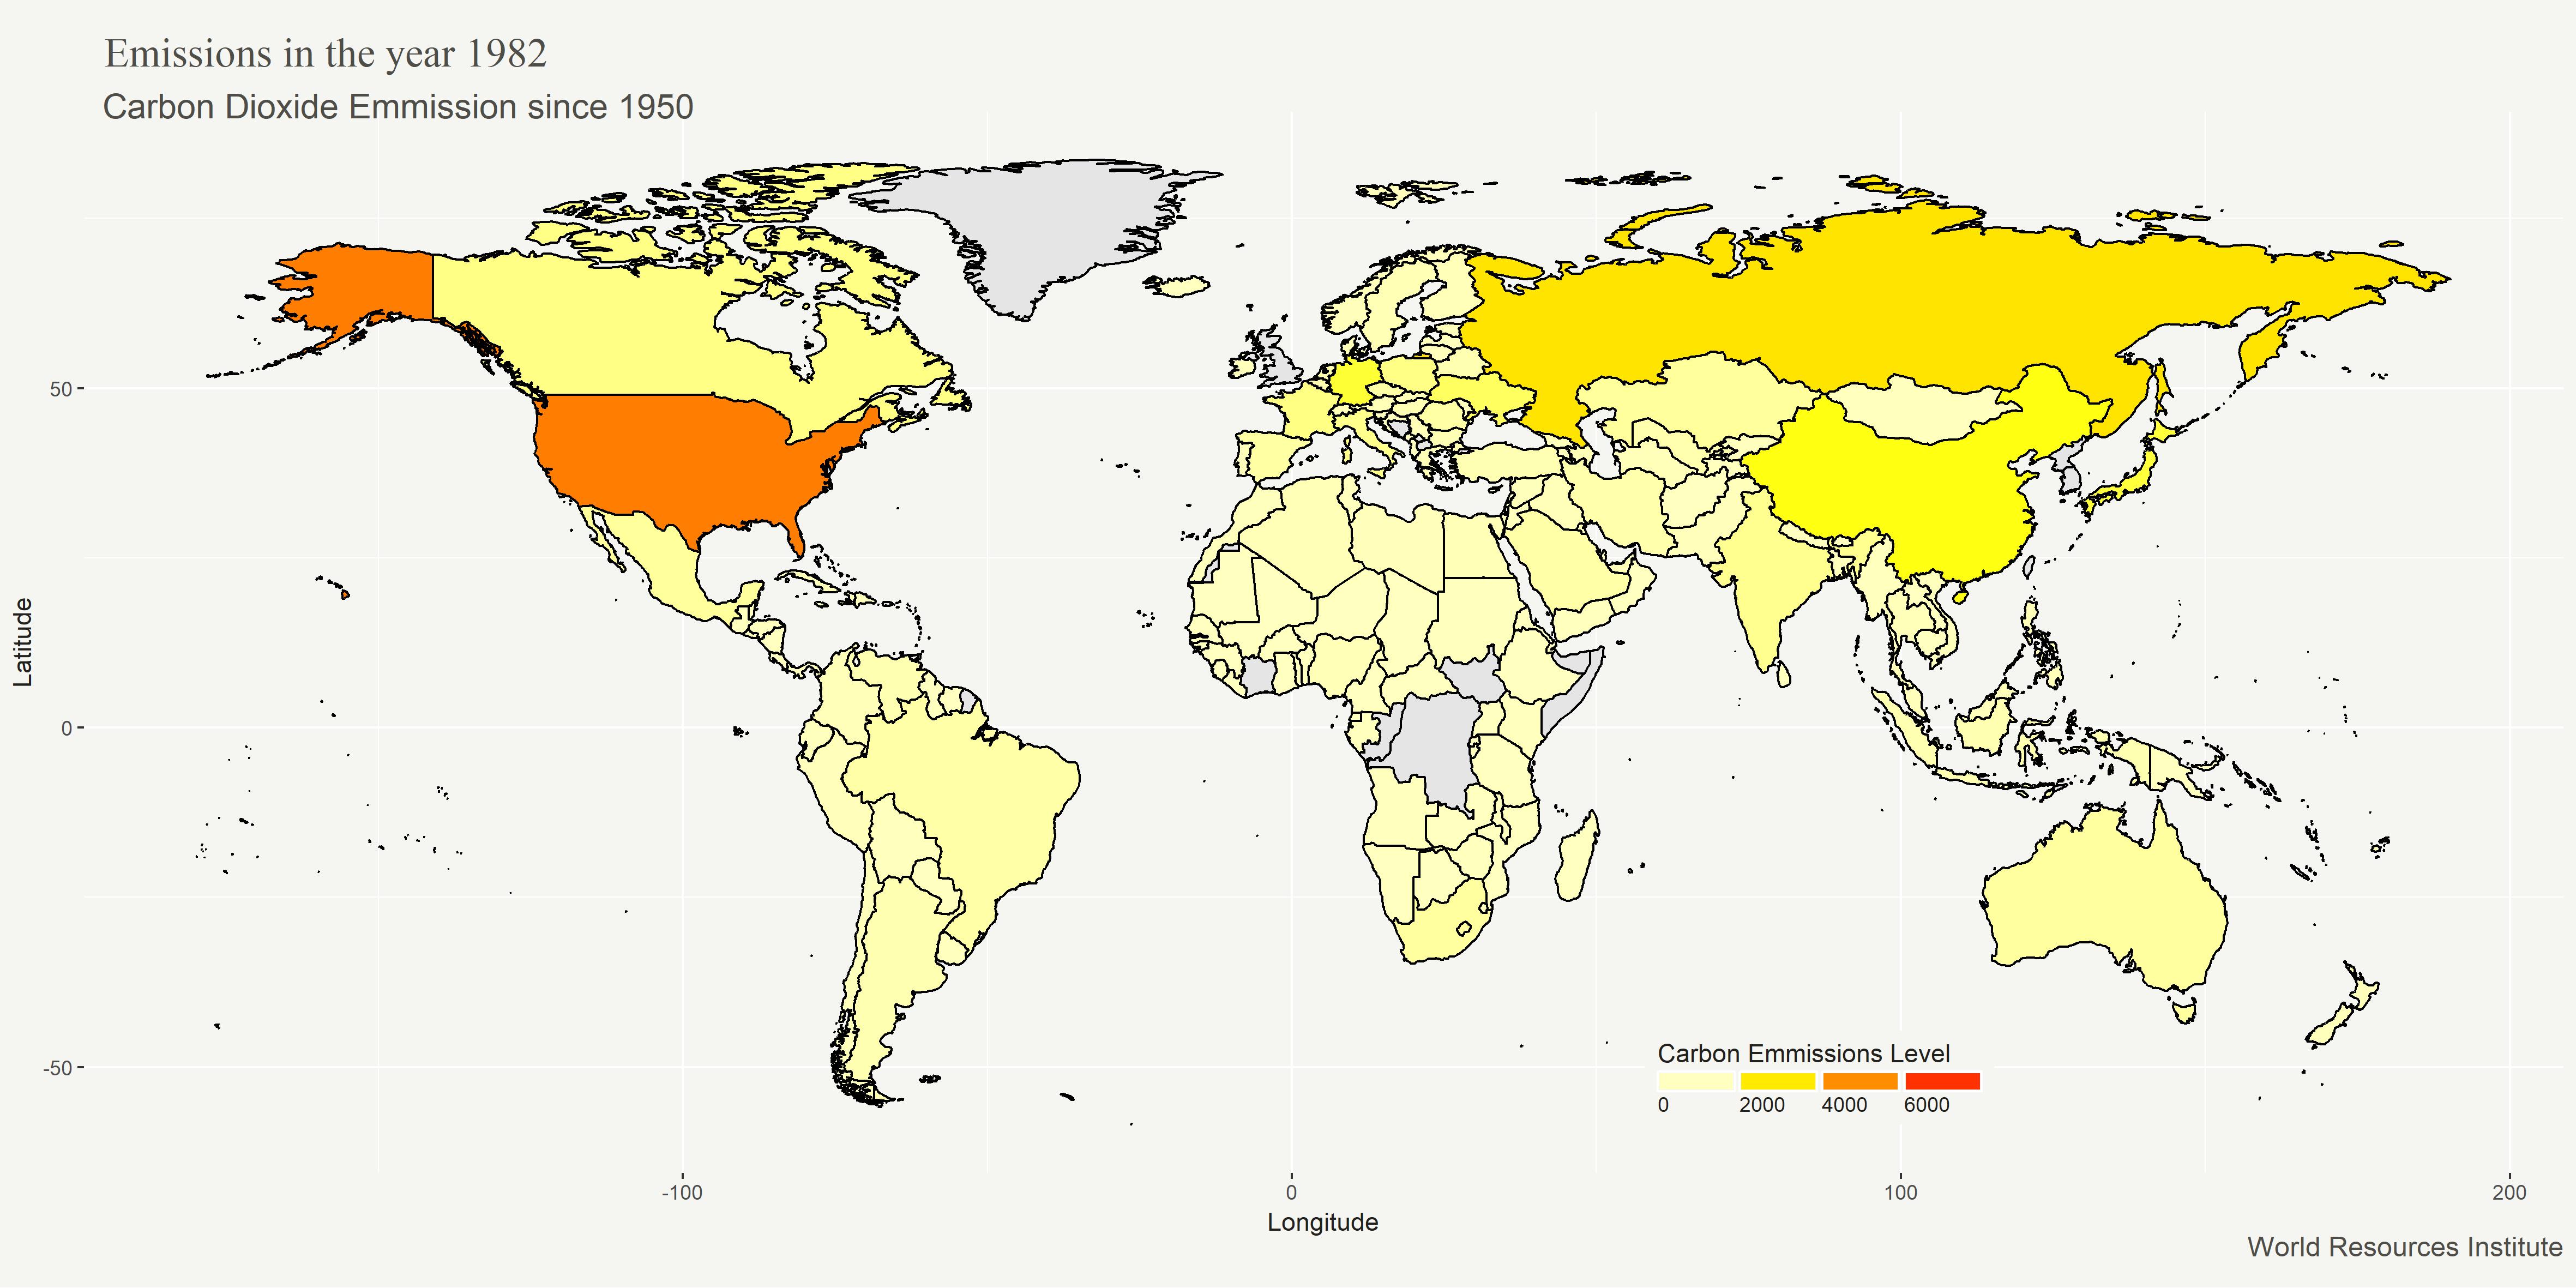 Emissions in the year 1982
Carbon Dioxide Emmission since 1950
50
0
-50
Latitude
Carbon Emmissions Level
0 2000 4000 6000
-100 0 100 200
Longitude
World Resources Institute